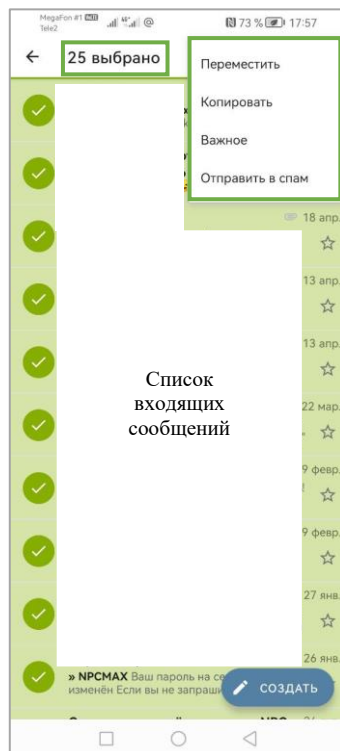 MegaFon #1
Tele2
73 % 17:57
25 выбрано
Переместить
Копировать
Важное
Отправить в спам
18 апр.
13 апр.
13 апр.
Список
входящих
сообщений
22 мар.
9 февр.
9 февр.
27 янв.
26 янв.
» NPCMAX Ваш пароль на се
изменён Если вы не запраши
СОЗДАТЬ